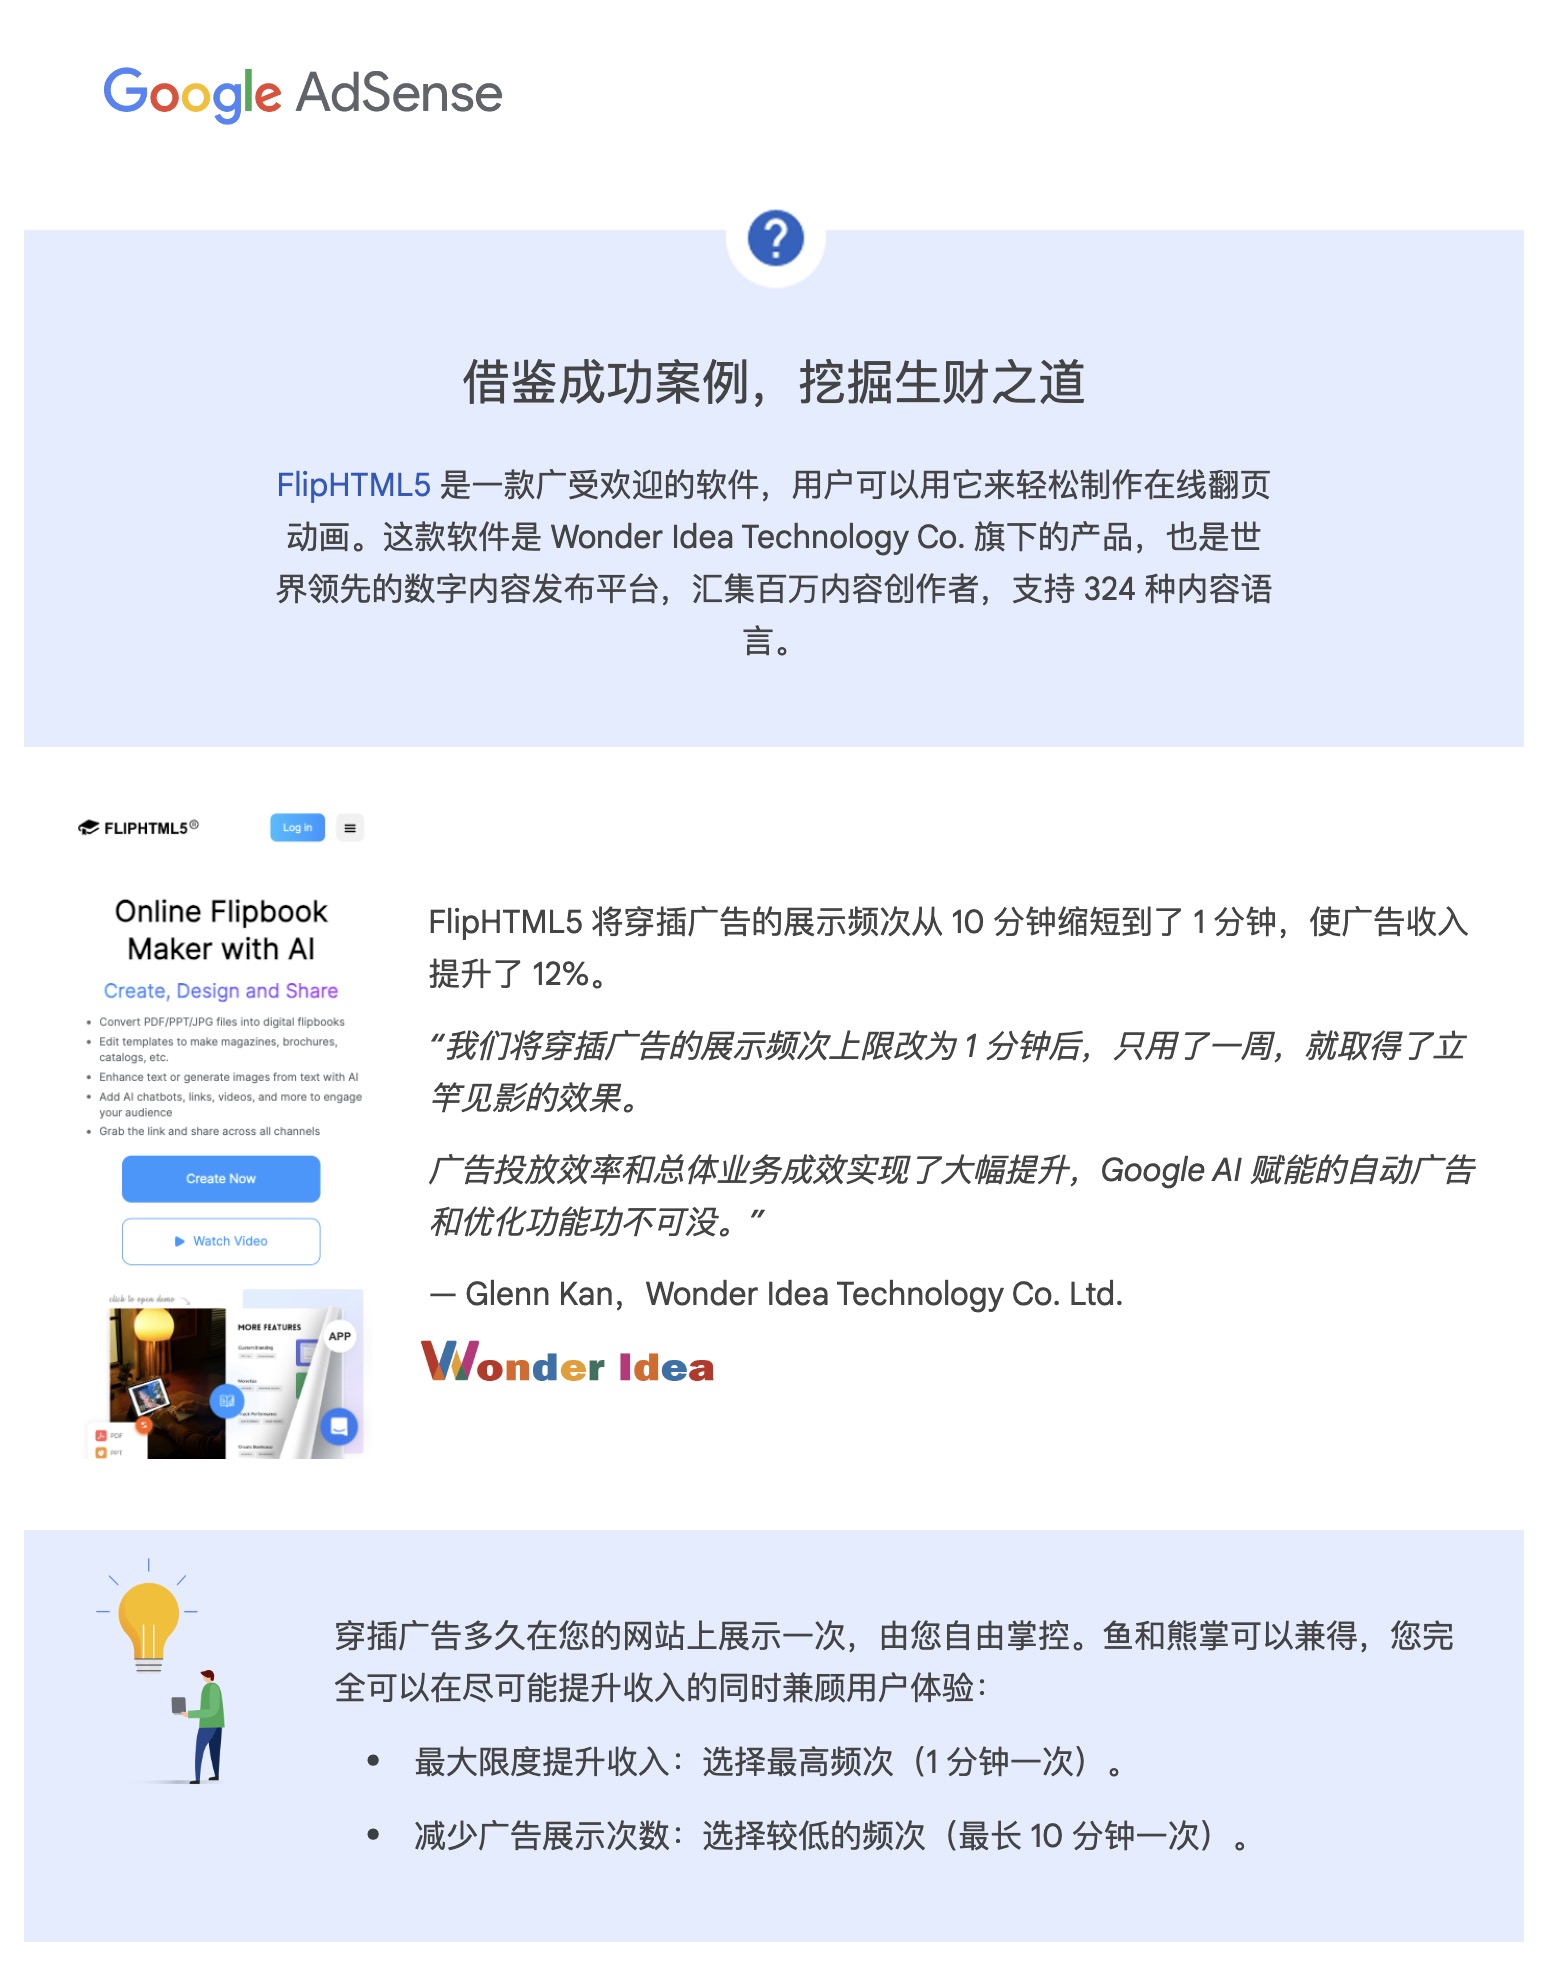 Google AdSense
借鉴成功案例，挖掘生财之道
FlipHTML5 是一款广受欢迎的软件，用户可以用它来轻松制作在线翻页
动画。这款软件是 Wonder Idea Technology Co. 旗下的产品，也是世
界领先的数字内容发布平台，汇集百万内容创作者，支持 324 种内容语
言。
FLIPHTML5®
Log in
Online Flipbook
Maker with AI
Create, Design and Share
• Convert PDF/PPT/JPG files into digital flipbooks
• Edit templates to make magazines, brochures,
catalogs, etc.
• Enhance text or generate images from text with AI
• Add AI chatbots, links, videos, and more to engage
your audience
• Grab the link and share across all channels
Create Now
Watch Video
click to open demo
MORE FEATURES
APP
Custom Branding
PDF
PPT
FlipHTML5 将穿插广告的展示频次从 10 分钟缩短到了 1 分钟，使广告收入
提升了 12%。
“我们将穿插广告的展示频次上限改为 1 分钟后，只用了一周，就取得了立
竿见影的效果。
广告投放效率和总体业务成效实现了大幅提升，Google AI 赋能的自动广告
和优化功能功不可没。”
— Glenn Kan，Wonder Idea Technology Co. Ltd.
Wonder Idea
穿插广告多久在您的网站上展示一次，由您自由掌控。鱼和熊掌可以兼得，您完
全可以在尽可能提升收入的同时兼顾用户体验：
• 最大限度提升收入：选择最高频次（1 分钟一次）。
• 减少广告展示次数：选择较低的频次（最长 10 分钟一次）。